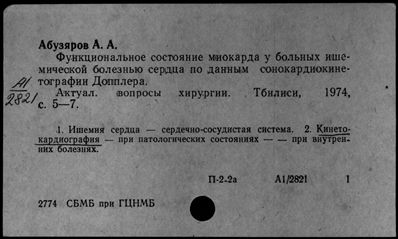 Абузяров А. А.
Функциональное состояние миокарда у больных ише-
мической болезнью сердца по данным сонокардиокине-
тографии Допплера.
А1
2821
Актуал. вопросы хирургии. Тбилиси, 1974,
с. 5—7.
1. Ишемия сердца — сердечно-сосудистая система. 2. Кинето-
кардиография — при патологических состояниях — — при внутрен-
них болезнях.
П-2-2а А1/2821 1
2774 СБМБ при ГЦНМБ